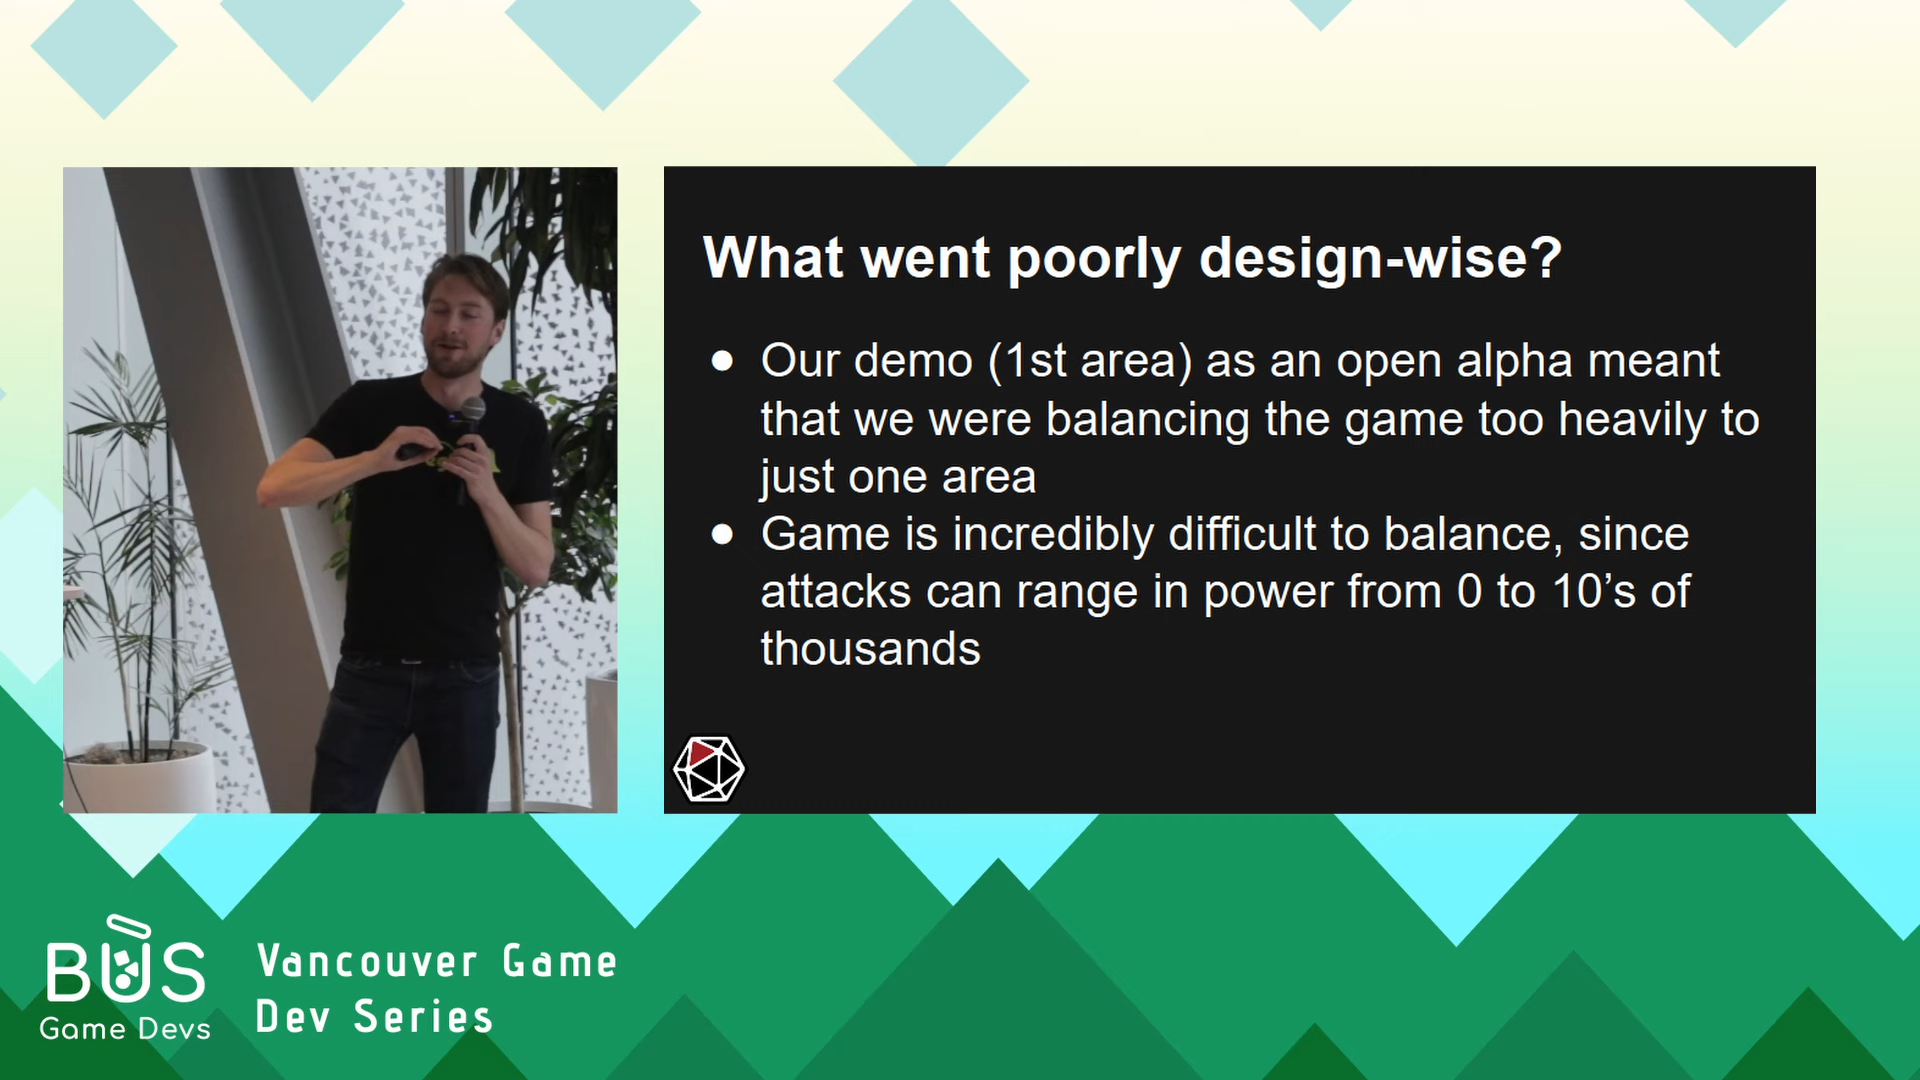 What went poorly design-wise?
● Our demo (1st area) as an open alpha meant
that we were balancing the game too heavily to
just one area
● Game is incredibly difficult to balance, since
attacks can range in power from 0 to 10’s of
thousands
BUS
Game Devs
Vancouver Game
Dev Series